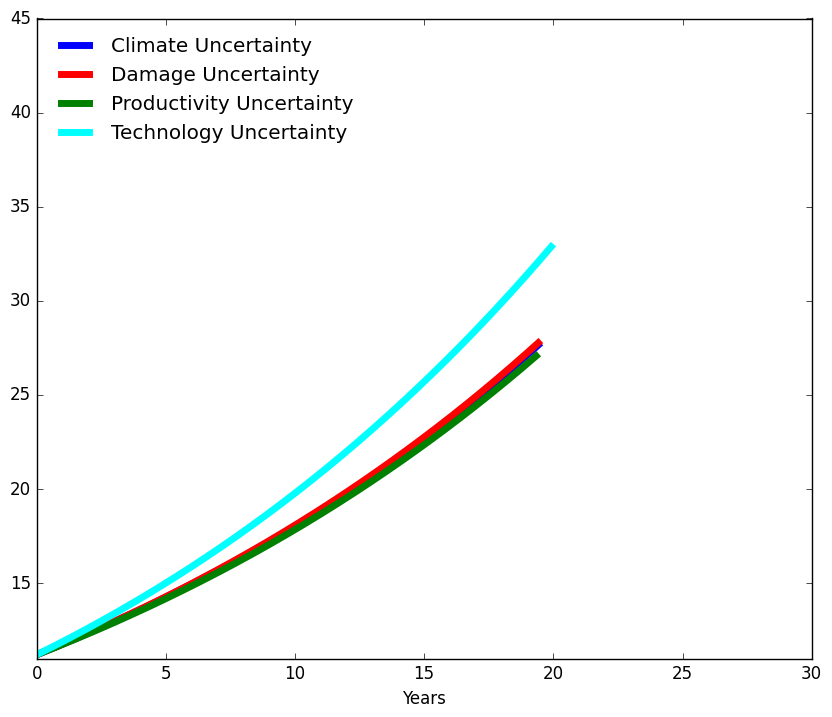 45
40
35
30
25
20
15
Climate Uncertainty
Damage Uncertainty
Productivity Uncertainty
Technology Uncertainty
0 5 10 15 20 25 30
Years